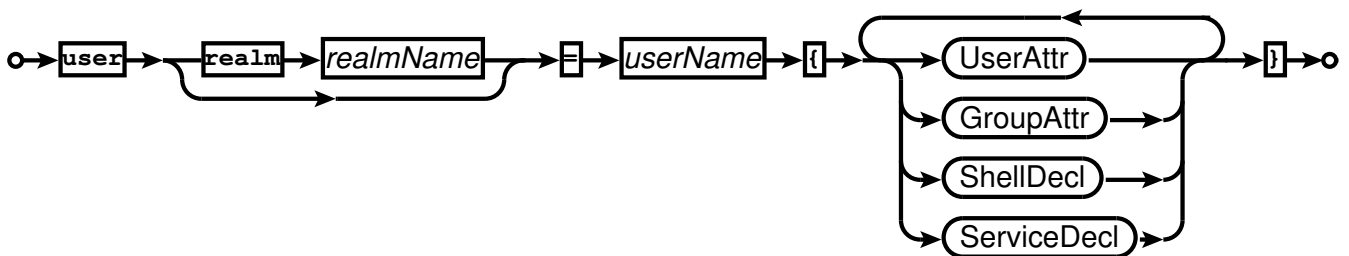 user realm realmName = userName { UserAttr }
GroupAttr
ShellDecl
ServiceDecl